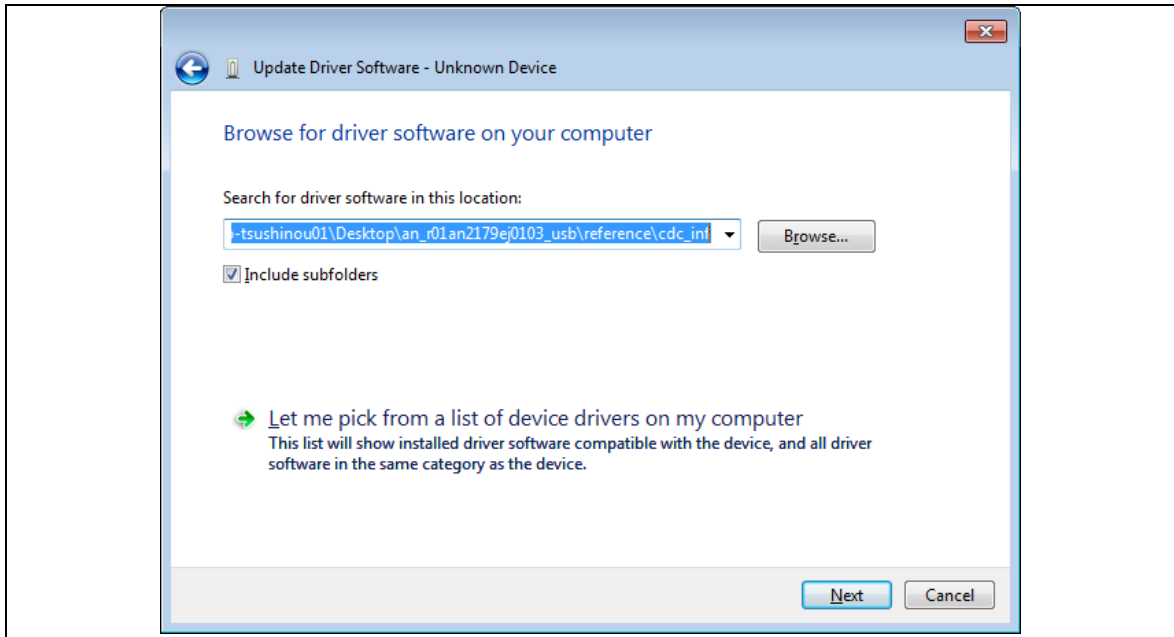 Update Driver Software - Unknown Device
Browse for driver software on your computer
Search for driver software in this location:
-tsushinou01\Desktop\an_r01an2179ej0103_usb\reference\cdc_inf
Browse...
Include subfolders
Let me pick from a list of device drivers on my computer
This list will show installed driver software compatible with the device, and all driver
software in the same category as the device.
Next
Cancel